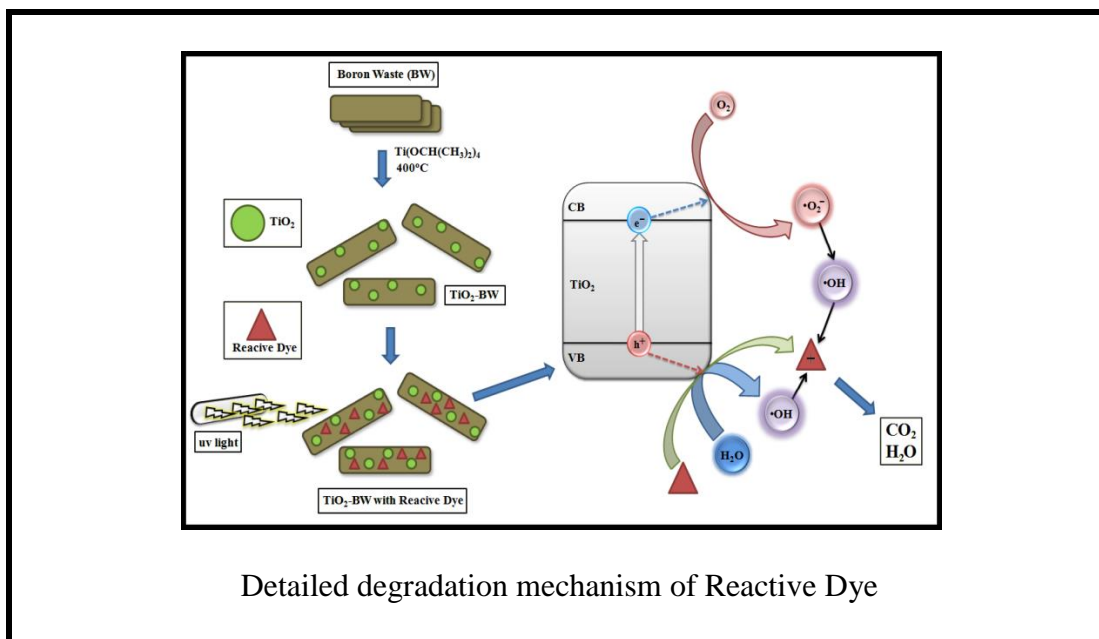 Boron Waste (BW)
Ti(OCH(CH₃)₂)₄
400°C
TiO₂
TiO₂-BW
Reacive Dye
uv light
TiO₂-BW with Reacive Dye
O₂
CB
e⁻
•O₂⁻
TiO₂
•OH
h⁺
VB
−
•OH
H₂O
CO₂
H₂O
Detailed degradation mechanism of Reactive Dye